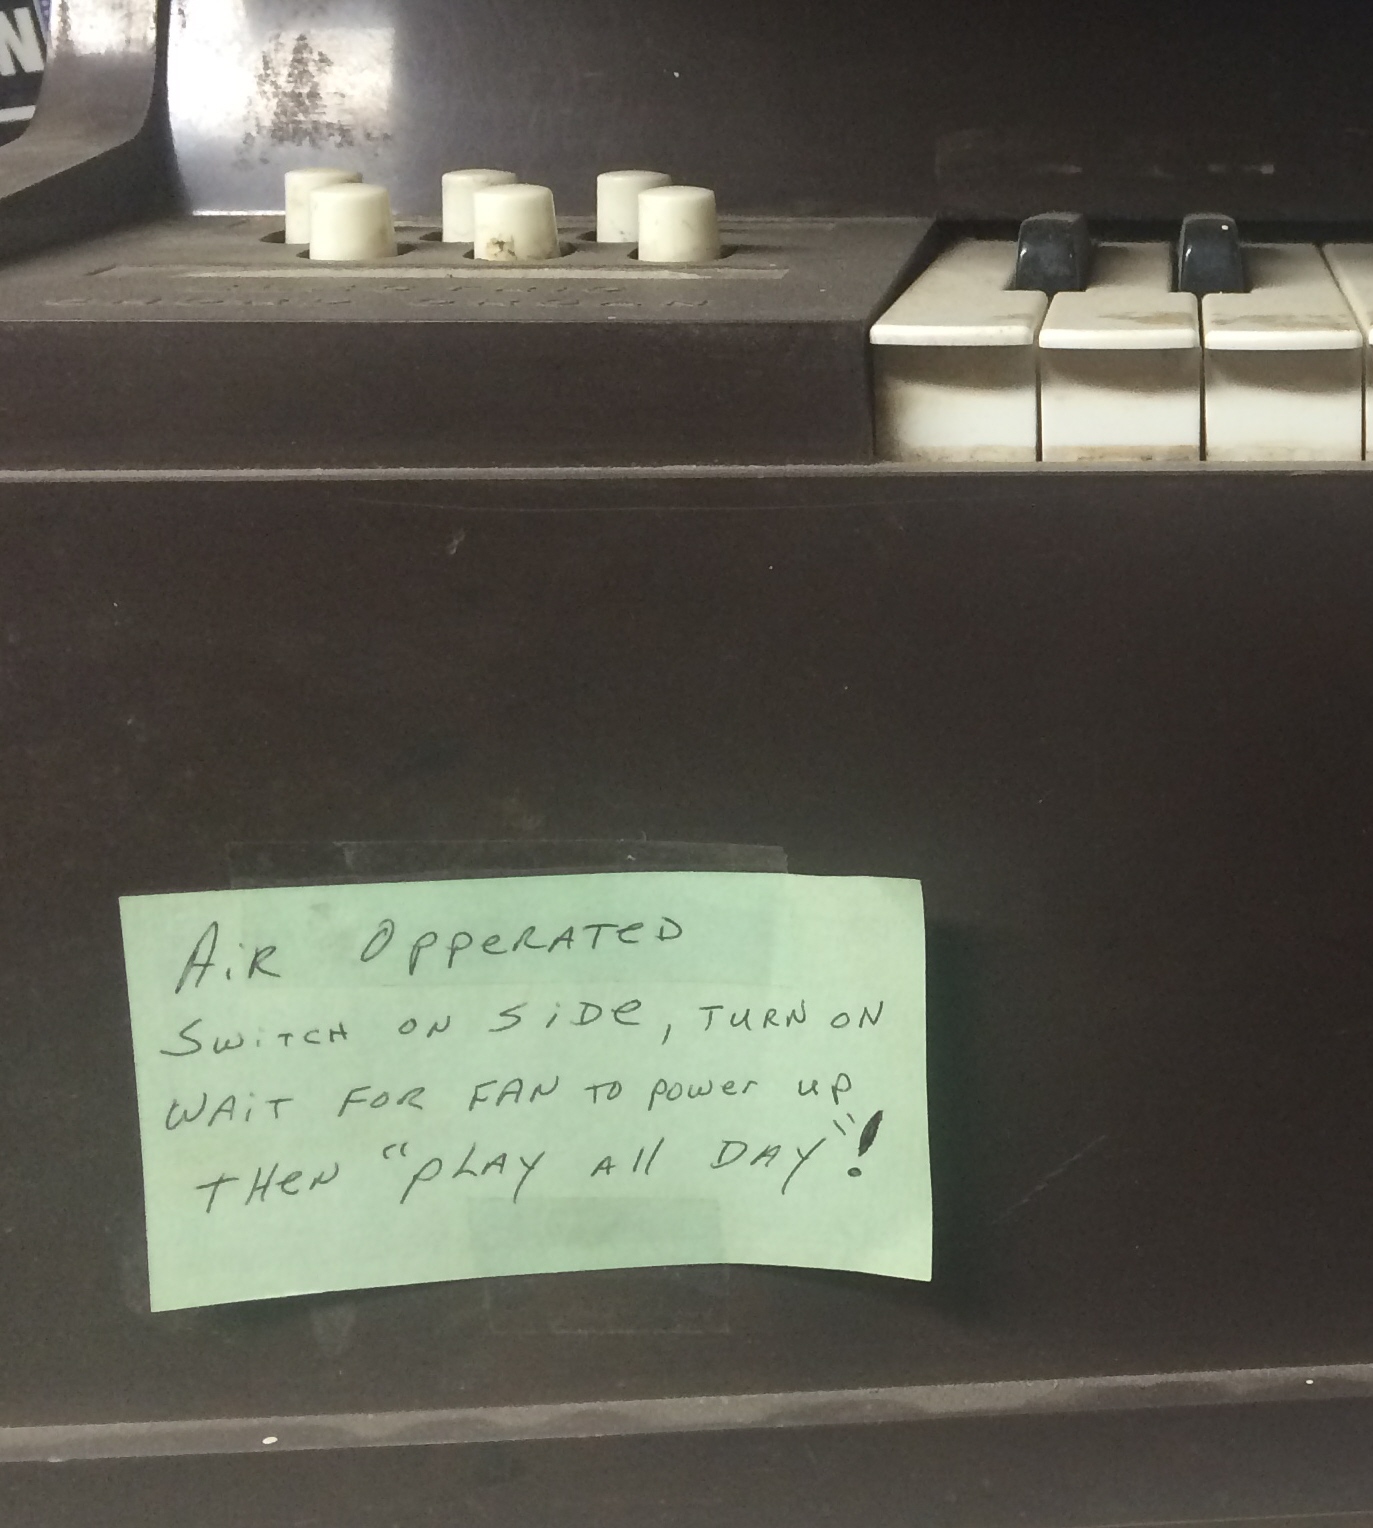 N
AiR OPPERATED
SWiTCH ON SiDe, TURN ON
WAiT FOR FAN TO power up
THeN "pLAY All DAY"!